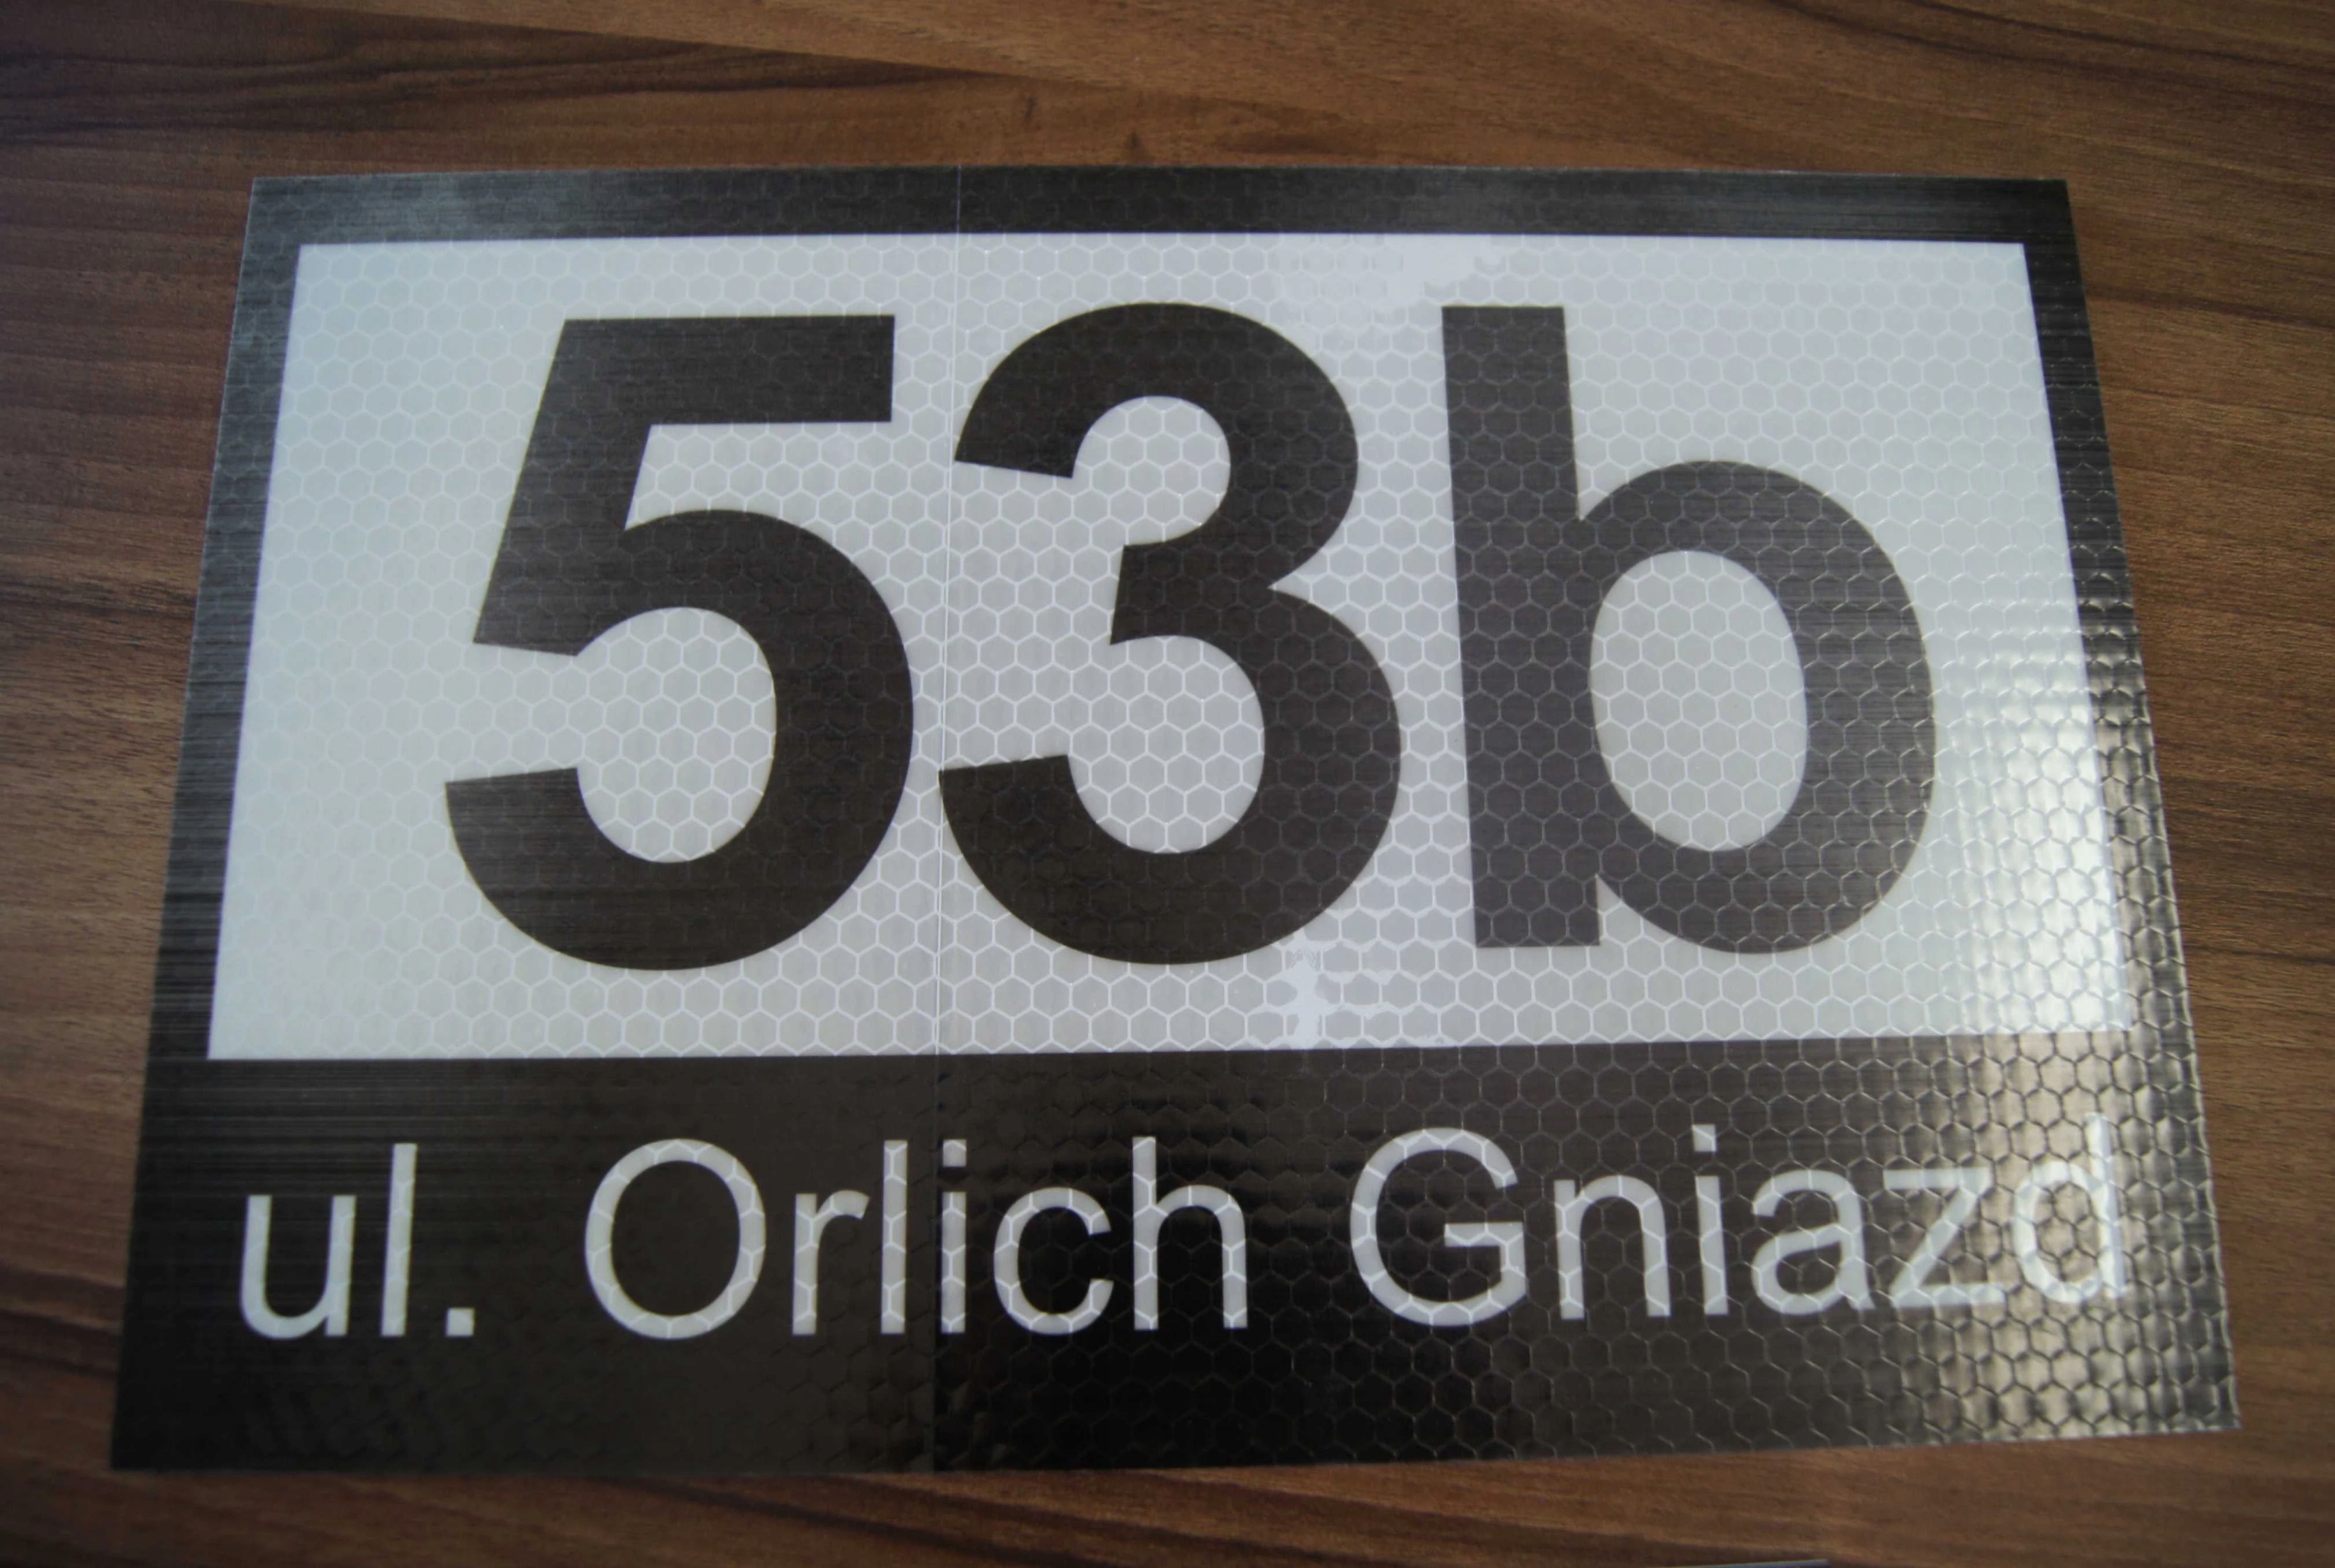 53b
ul. Orlich Gniazd